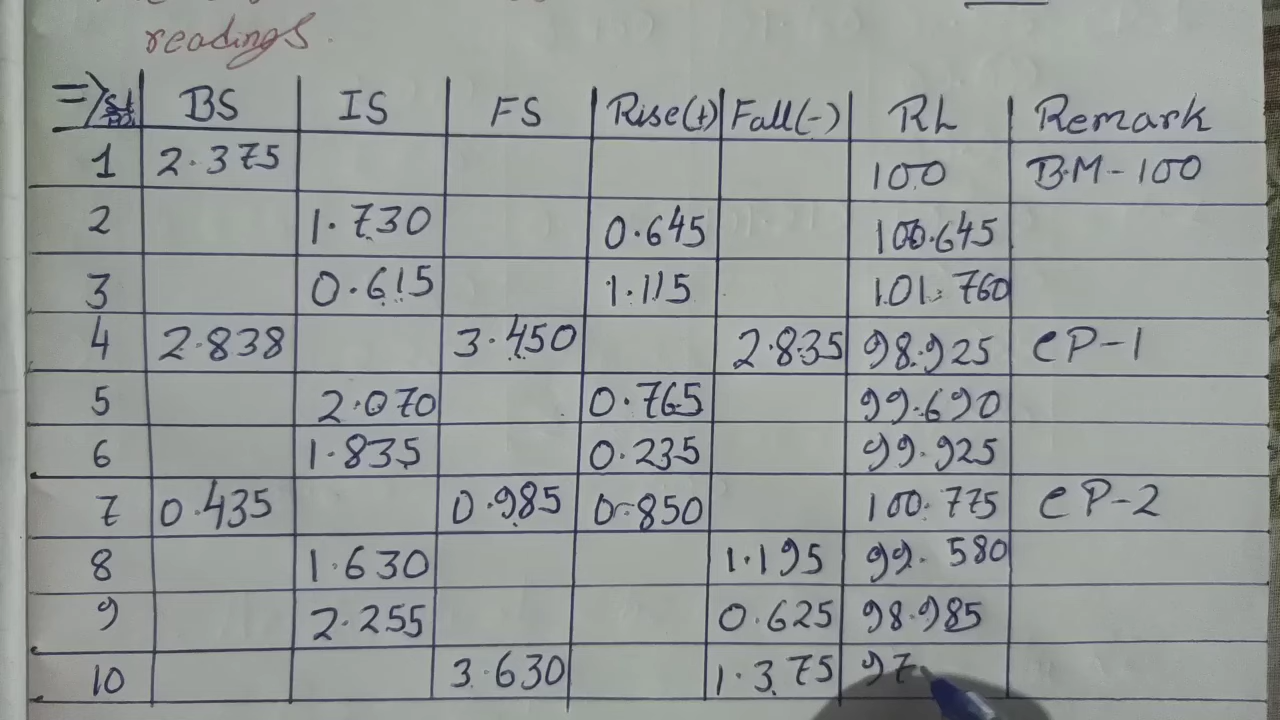 readings.
=> BS IS FS Rise(+) Fall(-) RL Remark
1 2.375 100 B.M-100
2 1.730 0.645 100.645
3 0.615 1.115 101.760
4 2.838 3.450 2.835 98.925 CP-1
5 2.070 0.765 99.690
6 1.835 0.235 99.925
7 0.435 0.985 0.850 100.775 CP-2
8 1.630 1.195 99.580
9 2.255 0.625 98.985
10 3.630 1.375 97.